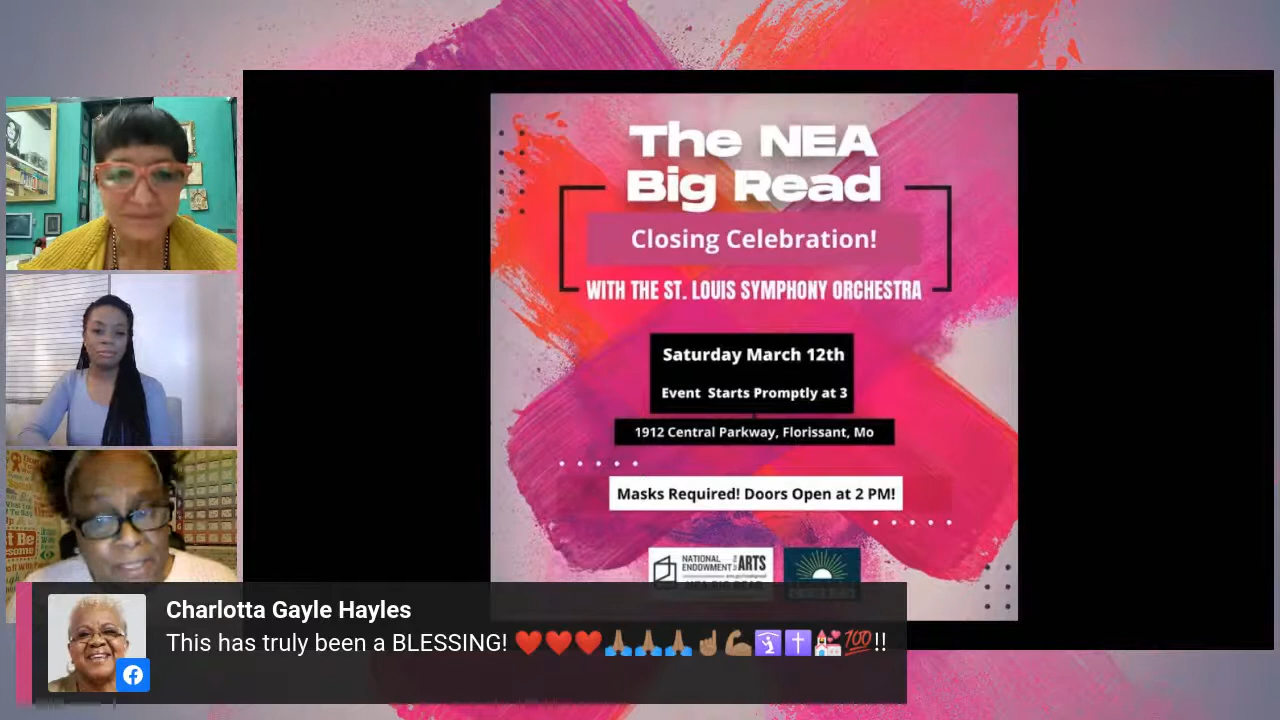 The NEA
Big Read
Closing Celebration!
WITH THE ST. LOUIS SYMPHONY ORCHESTRA
Saturday March 12th
Event Starts Promptly at 3
1912 Central Parkway, Florissant, Mo
Masks Required! Doors Open at 2 PM!
NATIONAL
ENDOWMENT
ARTS
Charlotta Gayle Hayles
This has truly been a BLESSING! ❤️❤️❤️🙏🏽🙏🏽🙏🏽☝🏽💪🏽🛐✝️💒💯!!